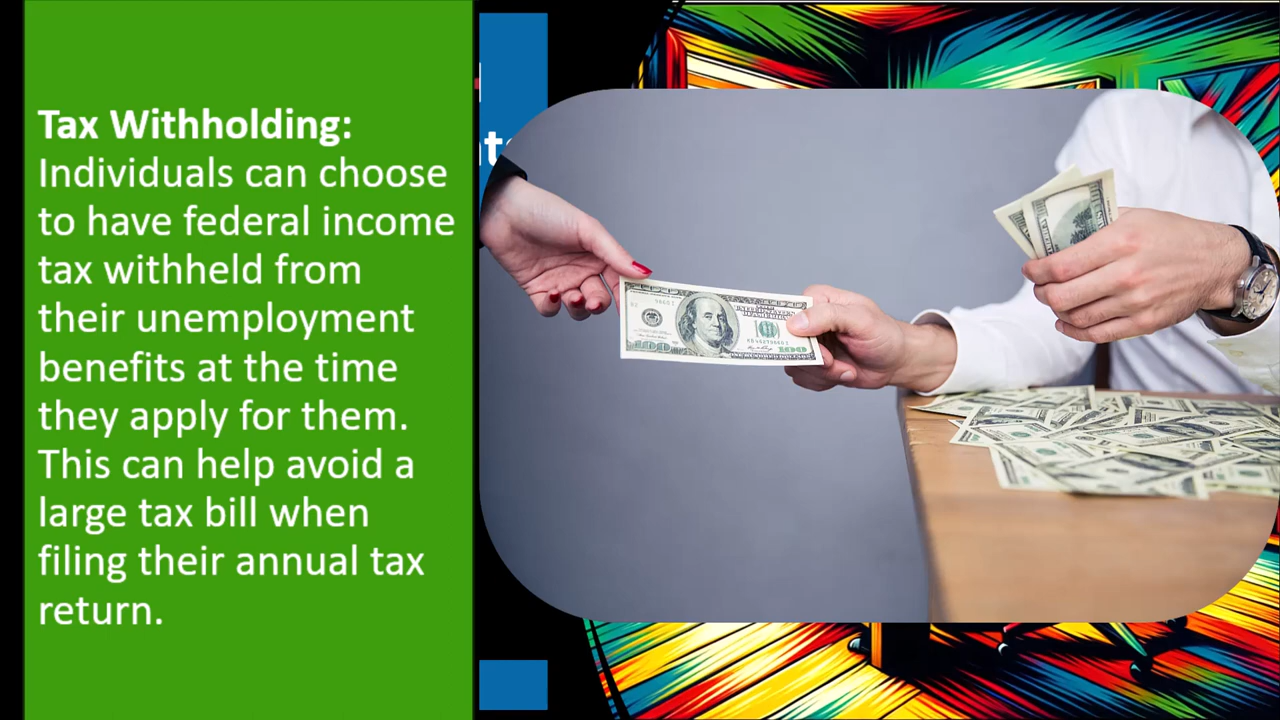 Tax Withholding:
Individuals can choose
to have federal income
tax withheld from
their unemployment
benefits at the time
they apply for them.
This can help avoid a
large tax bill when
filing their annual tax
return.
100